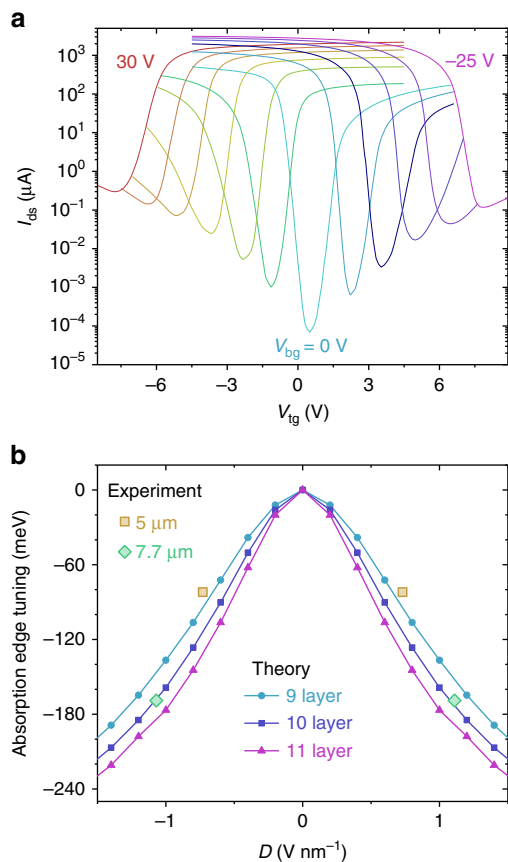 a
10³
10²
10¹
10⁰
10⁻¹
10⁻²
10⁻³
10⁻⁴
10⁻⁵
I_ds (μA)
30 V
−25 V
V_bg = 0 V
−6 −3 0 3 6
V_tg (V)
b
0
−60
−120
−180
−240
Absorption edge tuning (meV)
Experiment
5 μm
7.7 μm
Theory
9 layer
10 layer
11 layer
−1 0 1
D (V nm⁻¹)